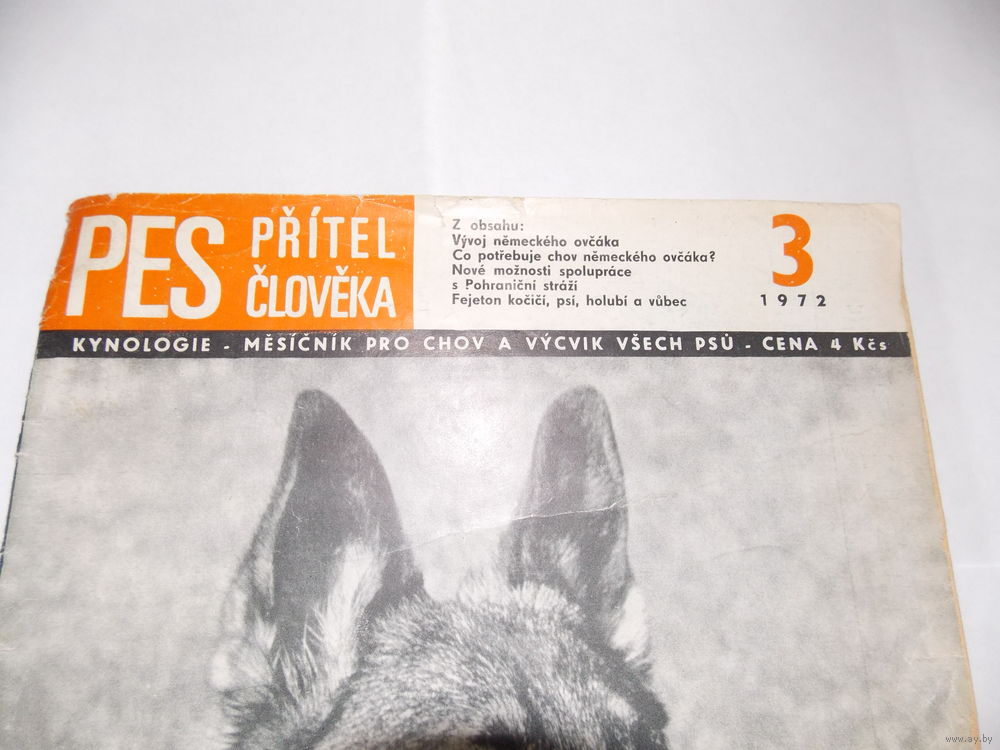 PES
PŘÍTEL
ČLOVĚKA
Z obsahu:
Vývoj německého ovčáka
Co potřebuje chov německého ovčáka?
Nové možnosti spolupráce
s Pohraniční stráží
Fejeton kočičí, psí, holubí a vůbec
3
1972
KYNOLOGIE - MĚSÍČNÍK PRO CHOV A VÝCVIK VŠECH PSŮ - CENA 4 Kčs
www.ay.by